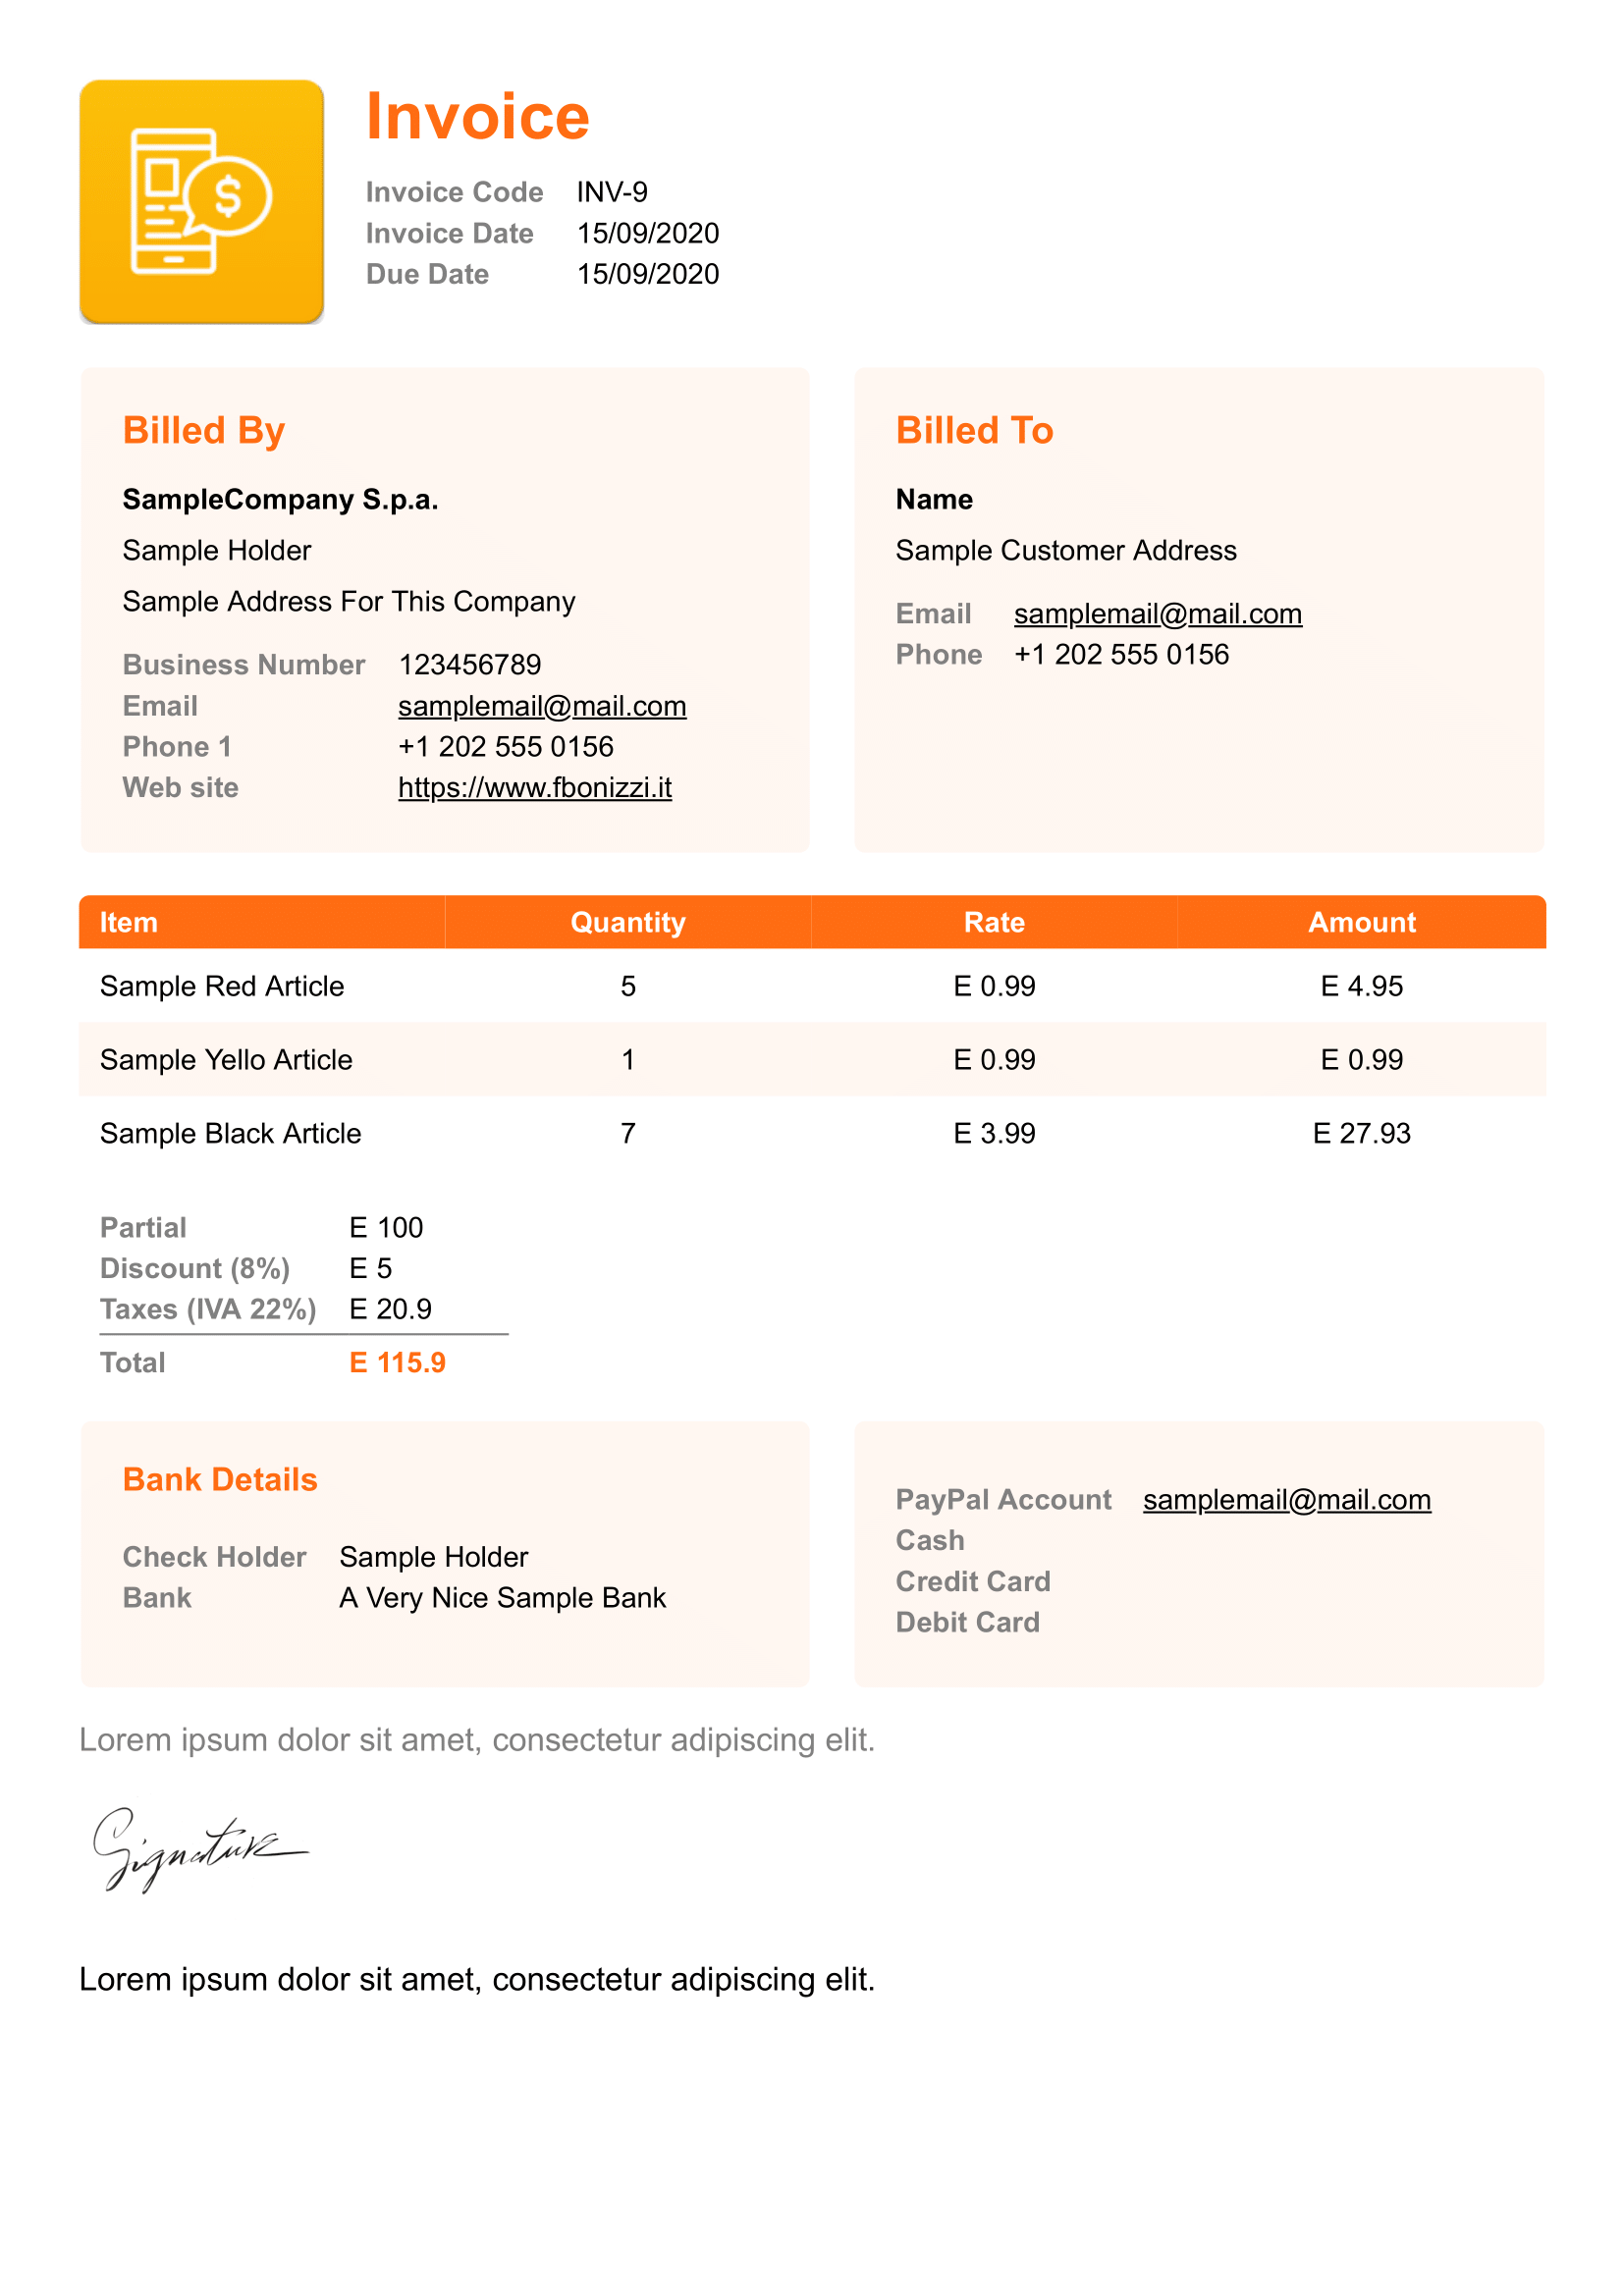 $
Invoice
Invoice Code INV-9
Invoice Date 15/09/2020
Due Date 15/09/2020
Billed By
SampleCompany S.p.a.
Sample Holder
Sample Address For This Company
Business Number 123456789
Email samplemail@mail.com
Phone 1 +1 202 555 0156
Web site https://www.fbonizzi.it
Billed To
Name
Sample Customer Address
Email samplemail@mail.com
Phone +1 202 555 0156
Item Quantity Rate Amount
Sample Red Article 5 E 0.99 E 4.95
Sample Yello Article 1 E 0.99 E 0.99
Sample Black Article 7 E 3.99 E 27.93
Partial E 100
Discount (8%) E 5
Taxes (IVA 22%) E 20.9
Total E 115.9
Bank Details
Check Holder Sample Holder
Bank A Very Nice Sample Bank
PayPal Account samplemail@mail.com
Cash
Credit Card
Debit Card
Lorem ipsum dolor sit amet, consectetur adipiscing elit.
Signature
Lorem ipsum dolor sit amet, consectetur adipiscing elit.